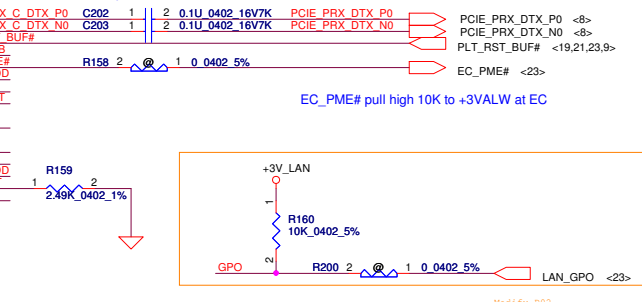 X_C_DTX_P0 C202 1 2 0.1U_0402_16V7K PCIE_PRX_DTX_P0 PCIE_PRX_DTX_P0 <8>
X_C_DTX_N0 C203 1 2 0.1U_0402_16V7K PCIE_PRX_DTX_N0 PCIE_PRX_DTX_N0 <8>
BUF# PLT_RST_BUF# <19,21,23,9>
R158 2 @ 1 0_0402_5% EC_PME# <23>
EC_PME# pull high 10K to +3VALW at EC
R159
1 2
2.49K_0402_1%
+3V_LAN
1
R160
10K_0402_5%
2
GPO R200 2 @ 1 0_0402_5% LAN_GPO <23>